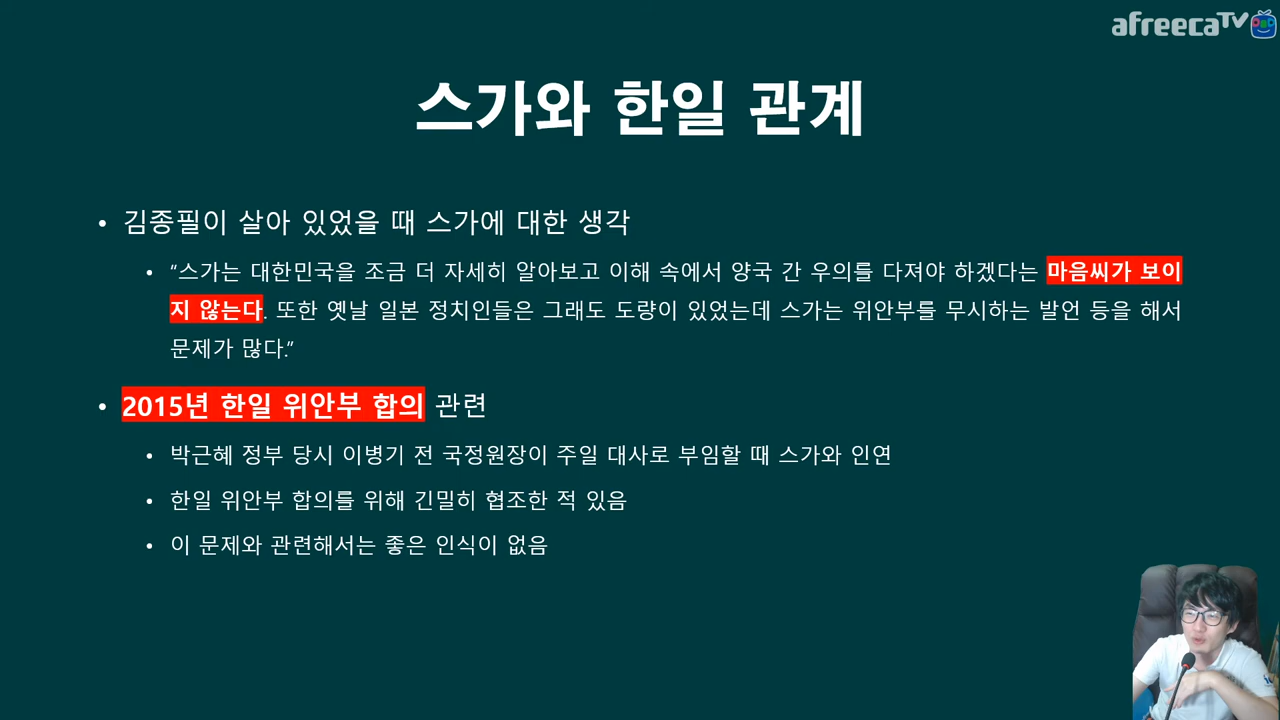 afreecaTV
스가와 한일 관계
• 김종필이 살아 있었을 때 스가에 대한 생각
• “스가는 대한민국을 조금 더 자세히 알아보고 이해 속에서 양국 간 우의를 다져야 하겠다는 마음씨가 보이
지 않는다. 또한 옛날 일본 정치인들은 그래도 도량이 있었는데 스가는 위안부를 무시하는 발언 등을 해서
문제가 많다.”
• 2015년 한일 위안부 합의 관련
• 박근혜 정부 당시 이병기 전 국정원장이 주일 대사로 부임할 때 스가와 인연
• 한일 위안부 합의를 위해 긴밀히 협조한 적 있음
• 이 문제와 관련해서는 좋은 인식이 없음